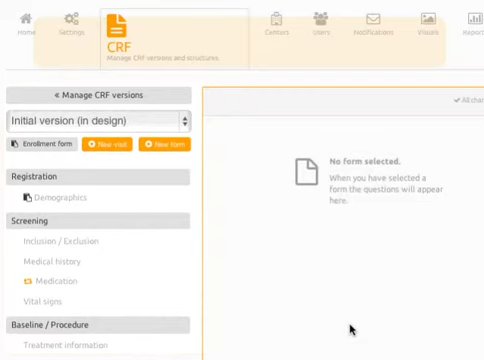 Home
Settings
CRF
Manage CRF versions and structures
Centers
Users
Notifications
Visuals
« Manage CRF versions
Initial version (in design)
Enrollment form
New visit
New form
Registration
Demographics
Screening
Inclusion / Exclusion
Medical history
Medication
Vital signs
Baseline / Procedure
Treatment information
All
No form selected.
When you have selected a
form the questions will appear
here.